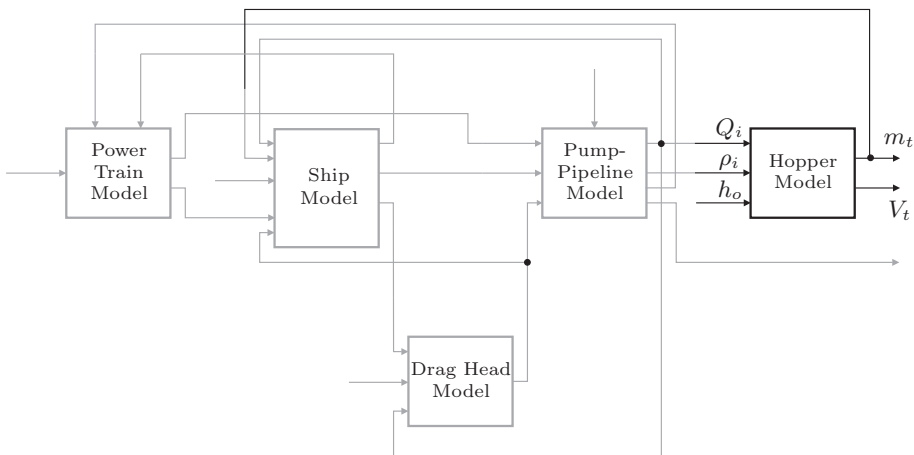 Power
Train
Model
Ship
Model
Pump-
Pipeline
Model
Q_i
ρ_i
h_o
Hopper
Model
m_t
V_t
Drag Head
Model